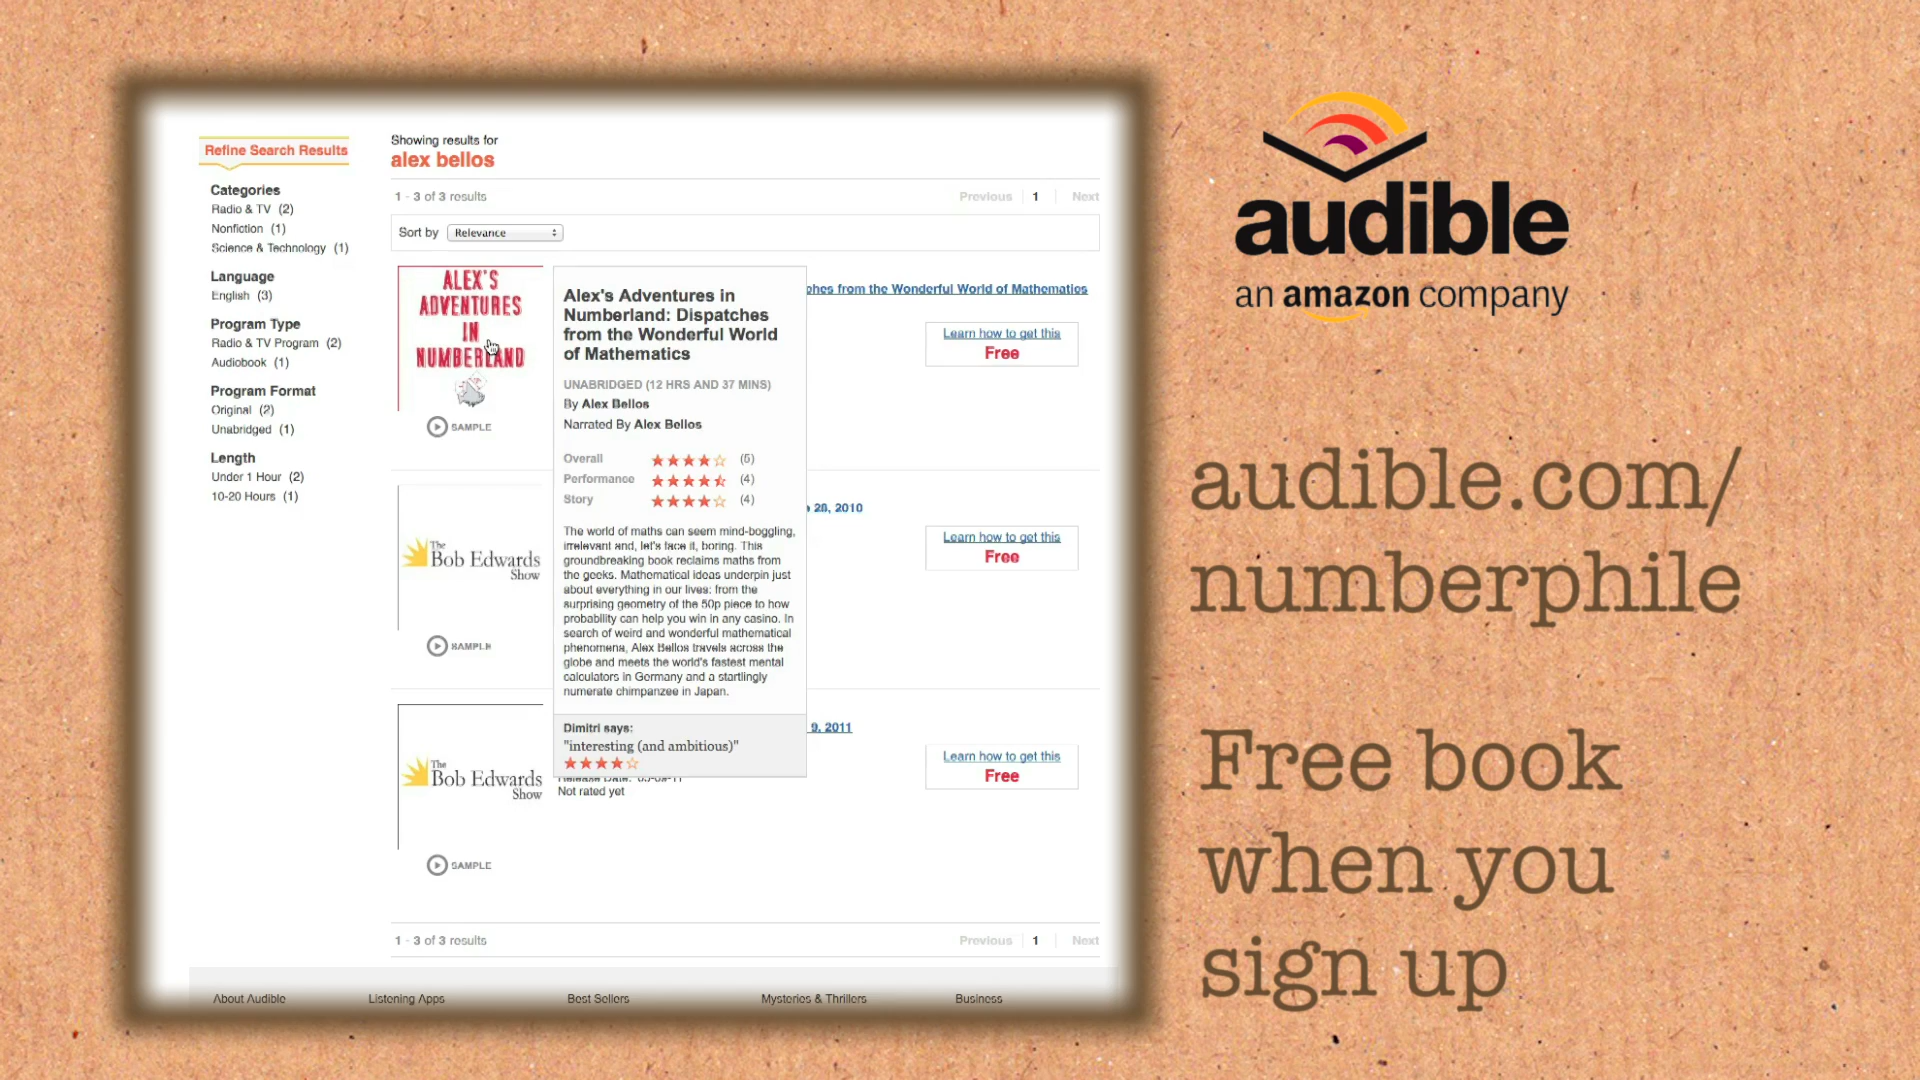 Refine Search Results
Categories
Radio & TV (2)
Nonfiction (1)
Science & Technology (1)
Language
English (3)
Program Type
Radio & TV Program (2)
Audiobook (1)
Program Format
Original (2)
Unabridged (1)
Length
Under 1 Hour (2)
10-20 Hours (1)
Showing results for
alex bellos
1 - 3 of 3 results
Previous 1 Next
Sort by Relevance
ALEX'S
ADVENTURES
IN
NUMBERLAND
SAMPLE
Alex's Adventures in
Numberland: Dispatches
from the Wonderful World
of Mathematics
UNABRIDGED (12 HRS AND 37 MINS)
By Alex Bellos
Narrated By Alex Bellos
Overall (5)
Performance (4)
Story (4)
The world of maths can seem mind-boggling,
irrelevant and, let's face it, boring. This
groundbreaking book reclaims maths from
the geeks. Mathematical ideas underpin just
about everything in our lives: from the
surprising geometry of the 50p piece to how
probability can help you win in any casino. In
search of weird and wonderful mathematical
phenomena, Alex Bellos travels across the
globe and meets the world's fastest mental
calculators in Germany and a startlingly
numerate chimpanzee in Japan.
Dimitri says:
"interesting (and ambitious)"
ches from the Wonderful World of Mathematics
Learn how to get this
Free
The
Bob Edwards
Show
SAMPLE
28, 2010
Learn how to get this
Free
The
Bob Edwards
Show
SAMPLE
9, 2011
Release Date: 05-09-11
Not rated yet
Learn how to get this
Free
1 - 3 of 3 results
Previous 1 Next
About Audible Listening Apps Best Sellers Mysteries & Thrillers Business
audible
an amazon company
audible.com/
numberphile
Free book
when you
sign up